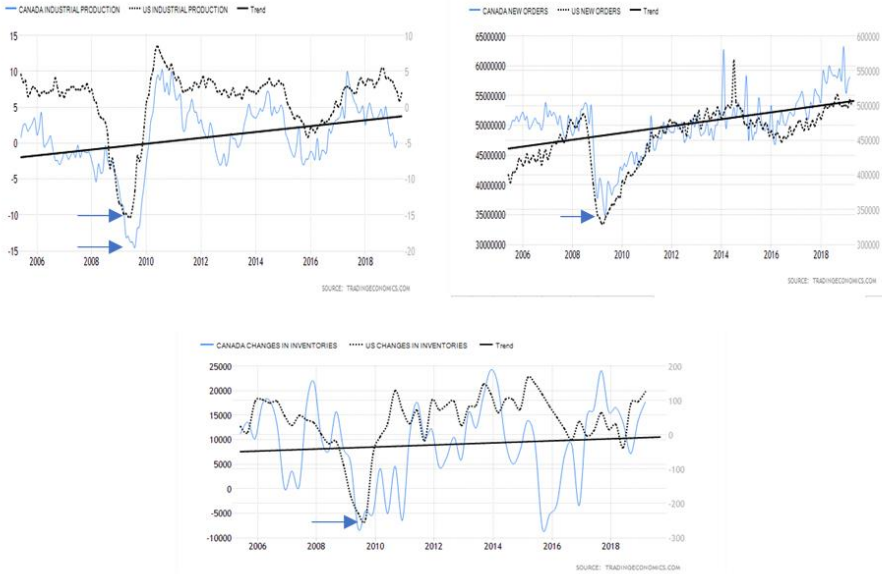 CANADA INDUSTRIAL PRODUCTION US INDUSTRIAL PRODUCTION Trend
15 10
10 5
5 0
0 -5
-5 -10
-10 -15
-15 -20
2006 2008 2010 2012 2014 2016 2018
SOURCE: TRADINGECONOMICS.COM
CANADA NEW ORDERS US NEW ORDERS Trend
65000000 600000
60000000 550000
55000000 500000
50000000 450000
45000000 400000
40000000 350000
35000000 300000
30000000 250000
2006 2008 2010 2012 2014 2016 2018
SOURCE: TRADINGECONOMICS.COM
CANADA CHANGES IN INVENTORIES US CHANGES IN INVENTORIES Trend
25000 200
20000
15000 100
10000 0
5000 -100
0
-5000 -200
-10000 -300
2006 2008 2010 2012 2014 2016 2018
SOURCE: TRADINGECONOMICS.COM